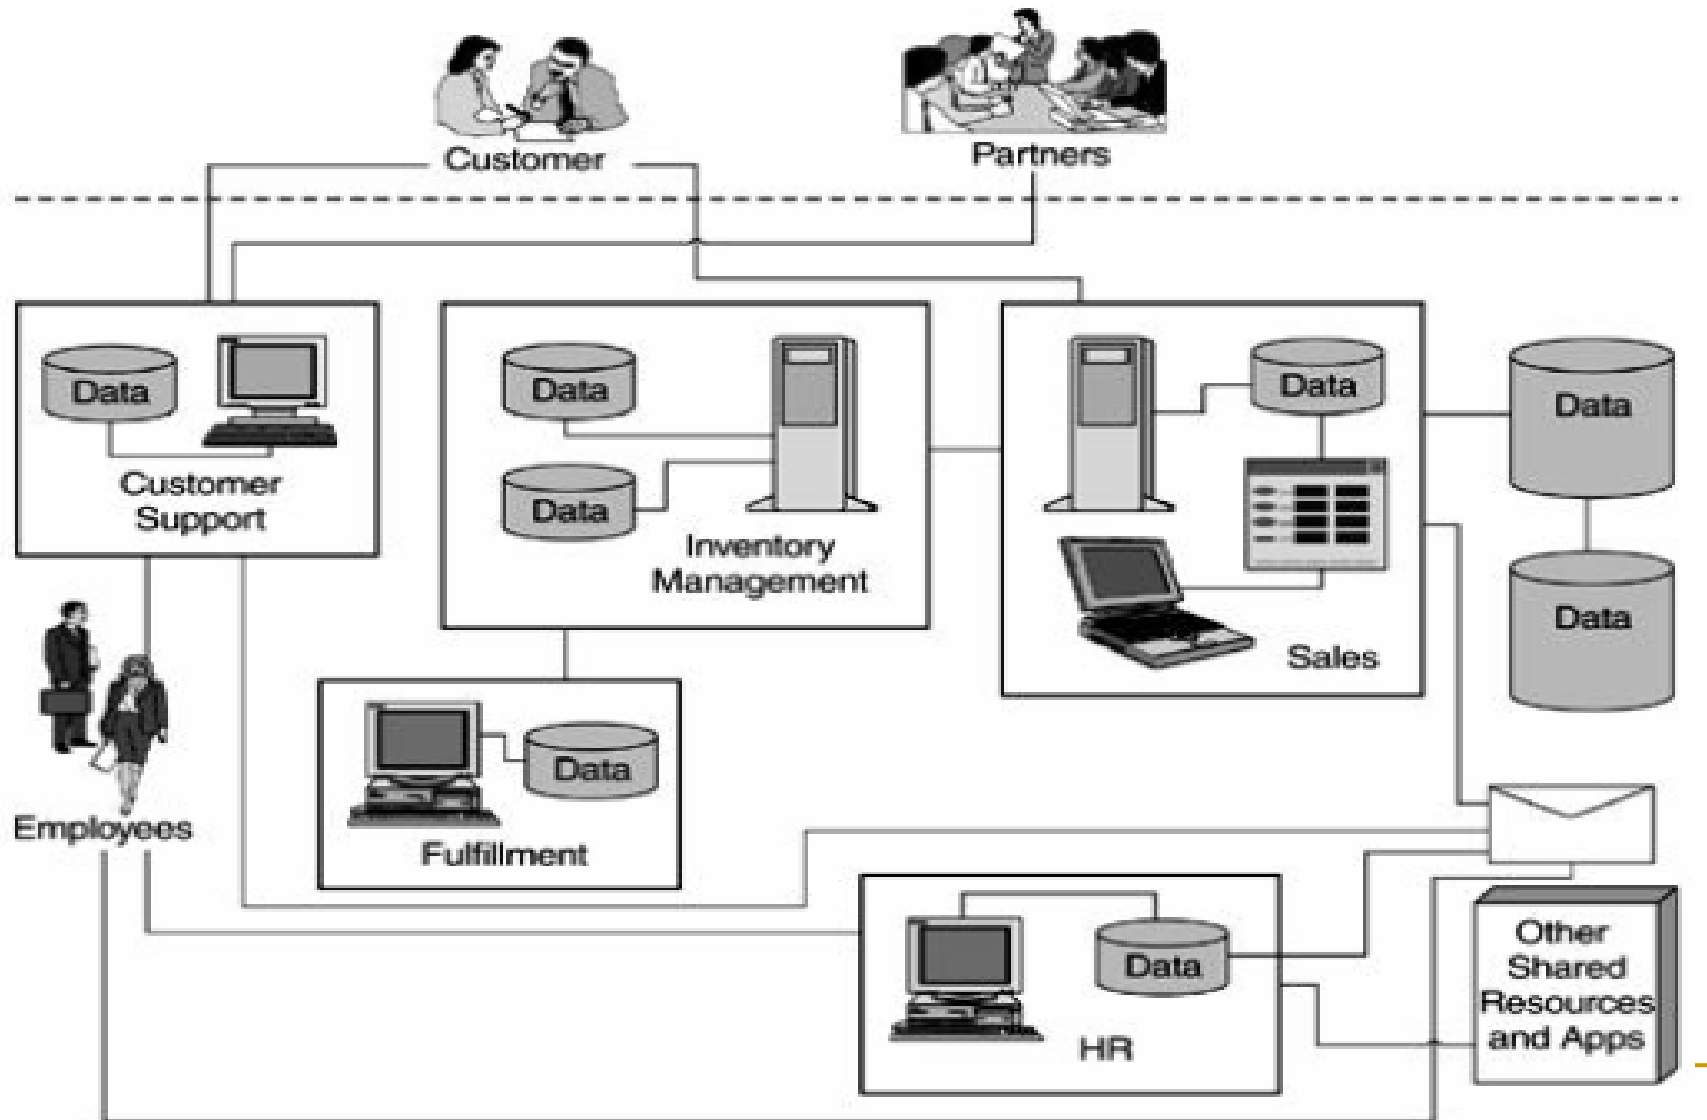 Customer
Partners
Data
Customer
Support
Data
Data
Inventory
Management
Data
Sales
Data
Data
Employees
Data
Fulfillment
Data
HR
Other
Shared
Resources
and Apps